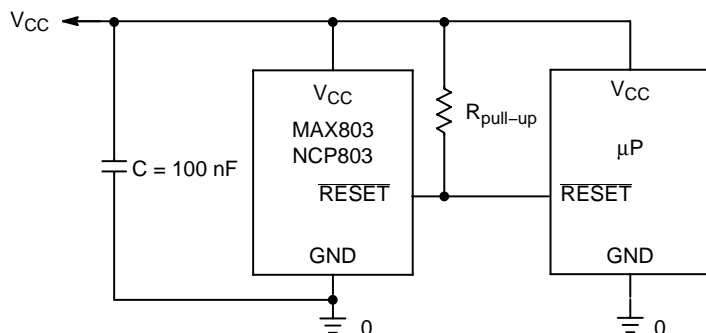 VCC
VCC
MAX803
NCP803
RESET
GND
C = 100 nF
Rpull–up
VCC
μP
RESET
GND
0
0